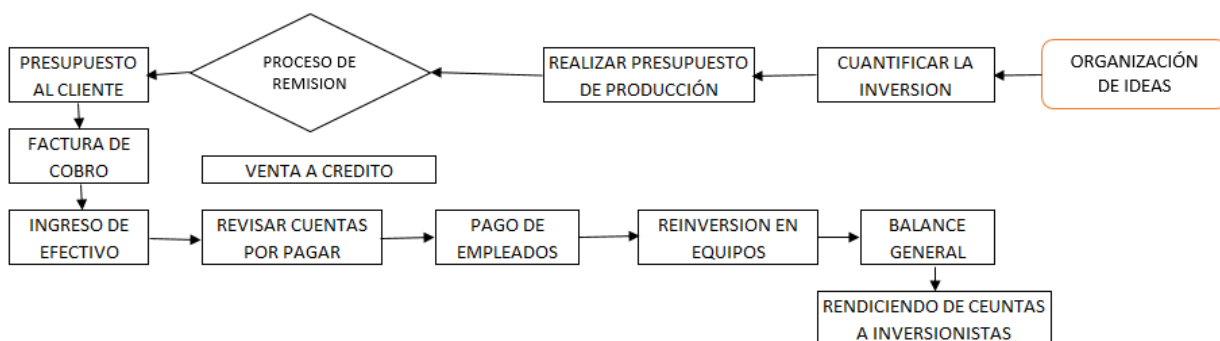 ORGANIZACIÓN
DE IDEAS
CUANTIFICAR LA
INVERSION
REALIZAR PRESUPUESTO
DE PRODUCCIÓN
PROCESO DE
REMISION
PRESUPUESTO
AL CLIENTE
FACTURA DE
COBRO
VENTA A CREDITO
INGRESO DE
EFECTIVO
REVISAR CUENTAS
POR PAGAR
PAGO DE
EMPLEADOS
REINVERSION EN
EQUIPOS
BALANCE
GENERAL
RENDICIENDO DE CEUNTAS
A INVERSIONISTAS